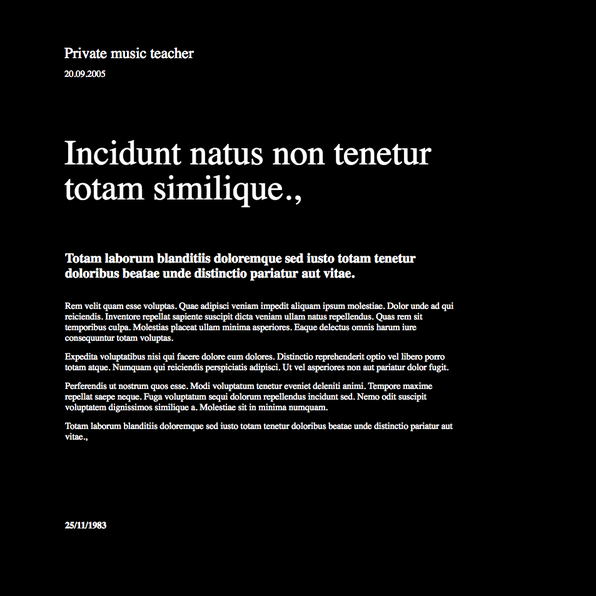 Private music teacher
20.09.2005
Incidunt natus non tenetur
totam similique.,
Totam laborum blanditiis doloremque sed iusto totam tenetur
doloribus beatae unde distinctio pariatur aut vitae.
Rem velit quam esse voluptas. Quae adipisci veniam impedit aliquam ipsum molestiae. Dolor unde ad qui
reiciendis. Inventore repellat sapiente suscipit dicta veniam ullam natus repellendus. Quas rem sit
temporibus culpa. Molestias placeat ullam minima asperiores. Eaque delectus omnis harum iure
consequuntur totam voluptas.
Expedita voluptatibus nisi qui facere dolore eum dolores. Distinctio reprehenderit optio vel libero porro
totam atque. Numquam qui reiciendis perspiciatis adipisci. Ut vel asperiores non aut pariatur dolor fugit.
Perferendis ut nostrum quos esse. Modi voluptatum tenetur eveniet deleniti animi. Tempore maxime
repellat saepe neque. Fuga voluptatum sequi dolorum repellendus incidunt sed. Nemo odit suscipit
voluptatem dignissimos similique a. Molestiae sit in minima numquam.
Totam laborum blanditiis doloremque sed iusto totam tenetur doloribus beatae unde distinctio pariatur aut
vitae.,
25/11/1983